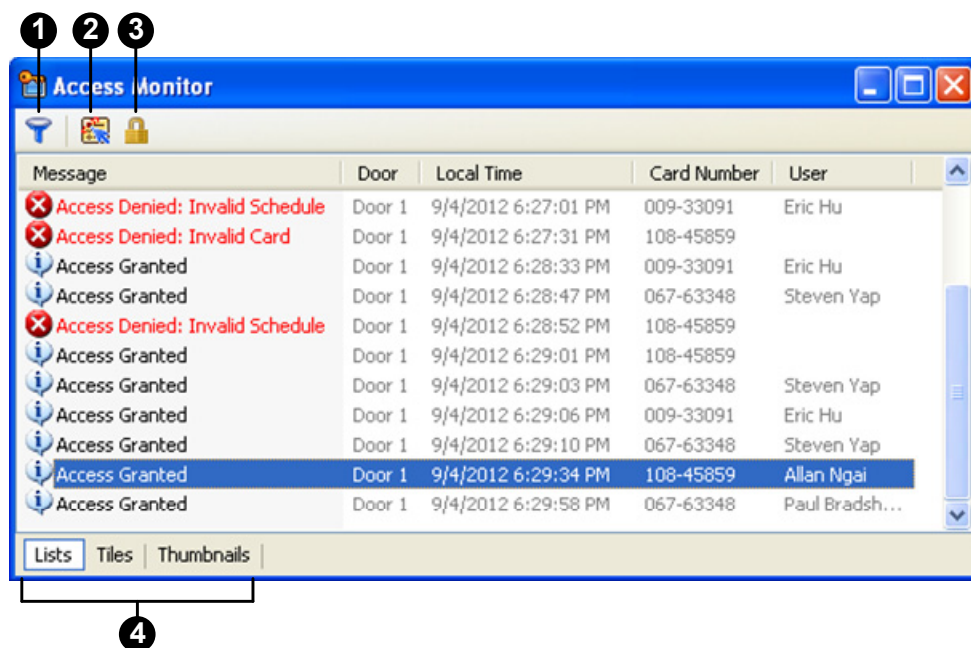 1 2 3
Access Monitor
Message Door Local Time Card Number User
Access Denied: Invalid Schedule Door 1 9/4/2012 6:27:01 PM 009-33091 Eric Hu
Access Denied: Invalid Card Door 1 9/4/2012 6:27:31 PM 108-45859
Access Granted Door 1 9/4/2012 6:28:33 PM 009-33091 Eric Hu
Access Granted Door 1 9/4/2012 6:28:47 PM 067-63348 Steven Yap
Access Denied: Invalid Schedule Door 1 9/4/2012 6:28:52 PM 108-45859
Access Granted Door 1 9/4/2012 6:29:01 PM 108-45859
Access Granted Door 1 9/4/2012 6:29:03 PM 067-63348 Steven Yap
Access Granted Door 1 9/4/2012 6:29:06 PM 009-33091 Eric Hu
Access Granted Door 1 9/4/2012 6:29:10 PM 067-63348 Steven Yap
Access Granted Door 1 9/4/2012 6:29:34 PM 108-45859 Allan Ngai
Access Granted Door 1 9/4/2012 6:29:58 PM 067-63348 Paul Bradsh...
Lists Tiles Thumbnails
4